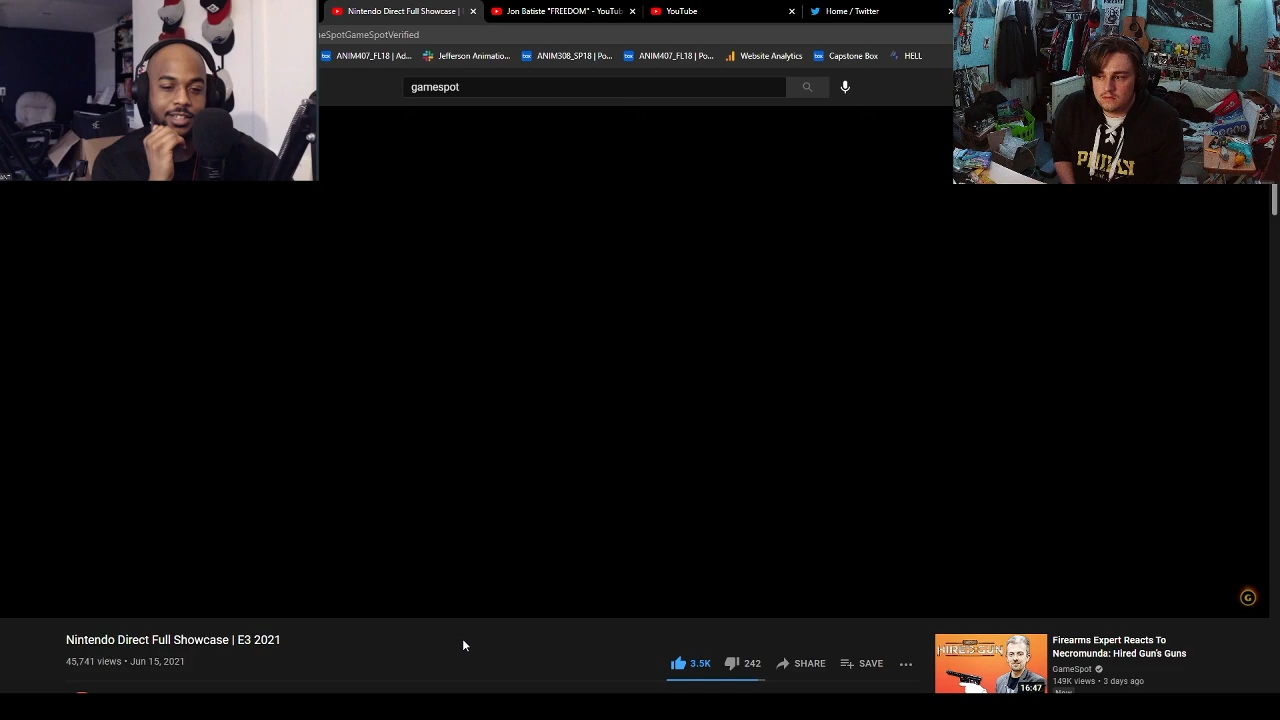 Nintendo Direct Full Showcase |
Jon Batiste "FREEDOM" - YouTub
YouTube
Home / Twitter
eSpotGameSpotVerified
ANIM407_FL18 | Ad...
Jefferson Animatio...
ANIM308_SP18 | Po...
ANIM407_FL18 | Po...
Website Analytics
Capstone Box
HELL
gamespot
Nintendo Direct Full Showcase | E3 2021
45,741 views • Jun 15, 2021
3.5K
242
SHARE
SAVE
HIRED GUN
16:47
Firearms Expert Reacts To
Necromunda: Hired Gun's Guns
GameSpot
149K views • 3 days ago
New